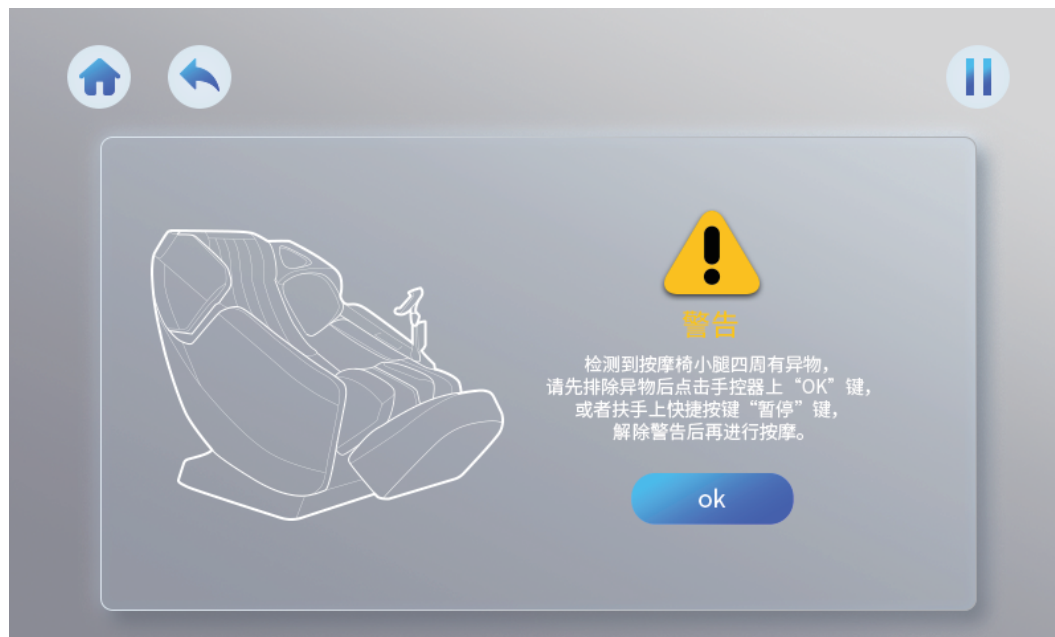 警告
检测到按摩椅小腿四周有异物，
请先排除异物后点击手控器上“OK”键，
或者扶手上快捷按键“暂停”键，
解除警告后再进行按摩。
ok